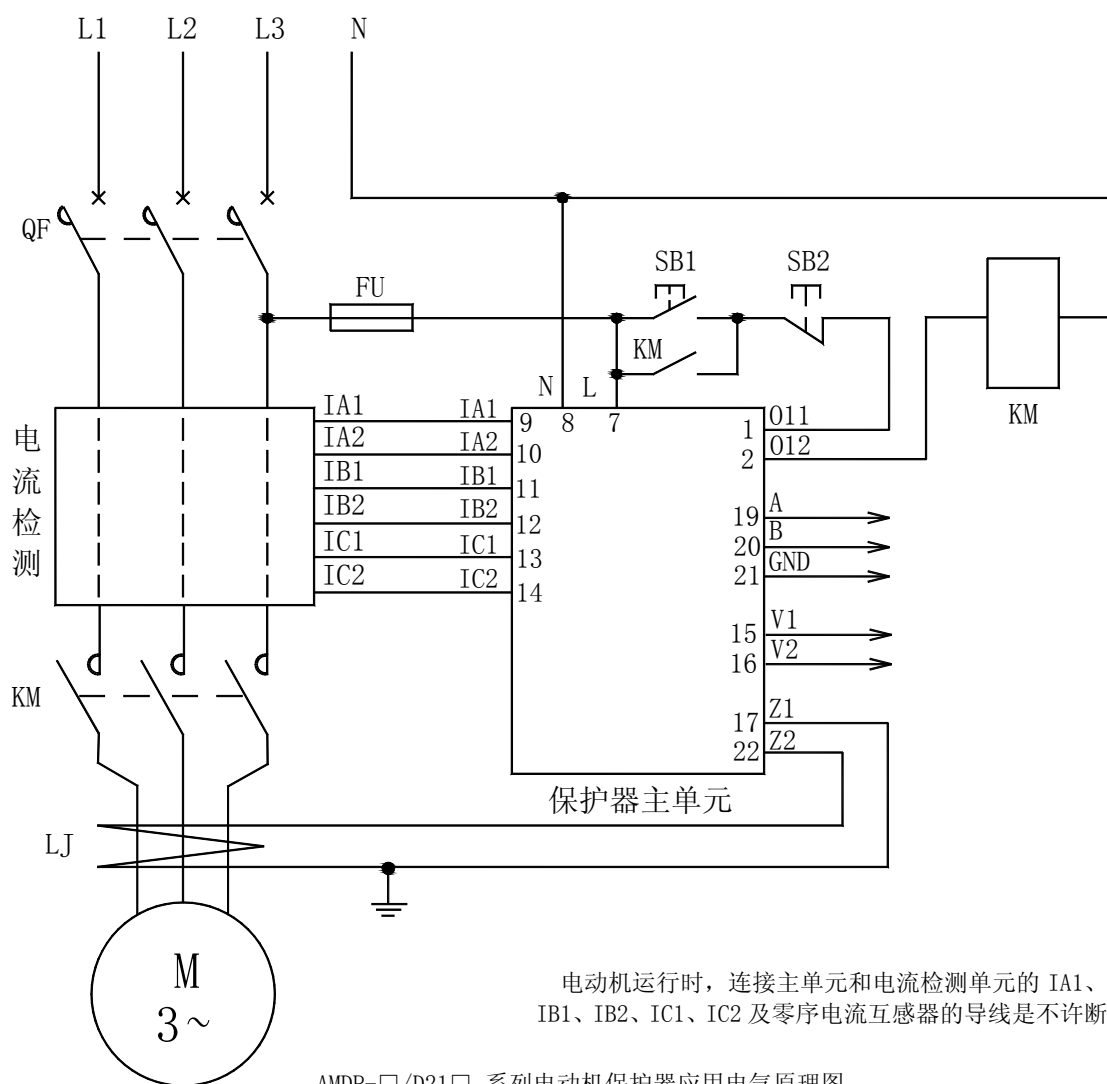 L1 L2 L3 N
QF
FU
SB1 SB2
KM
KM
N L
电流检测
IA1 IA1 9 8 7
IA2 IA2 10
IB1 IB1 11
IB2 IB2 12
IC1 IC1 13
IC2 IC2 14
1 O11
2 O12
19 A
20 B
21 GND
15 V1
16 V2
17 Z1
22 Z2
KM
保护器主单元
LJ
M
3~
电动机运行时，连接主单元和电流检测单元的 IA1、
IB1、IB2、IC1、IC2 及零序电流互感器的导线是不许断